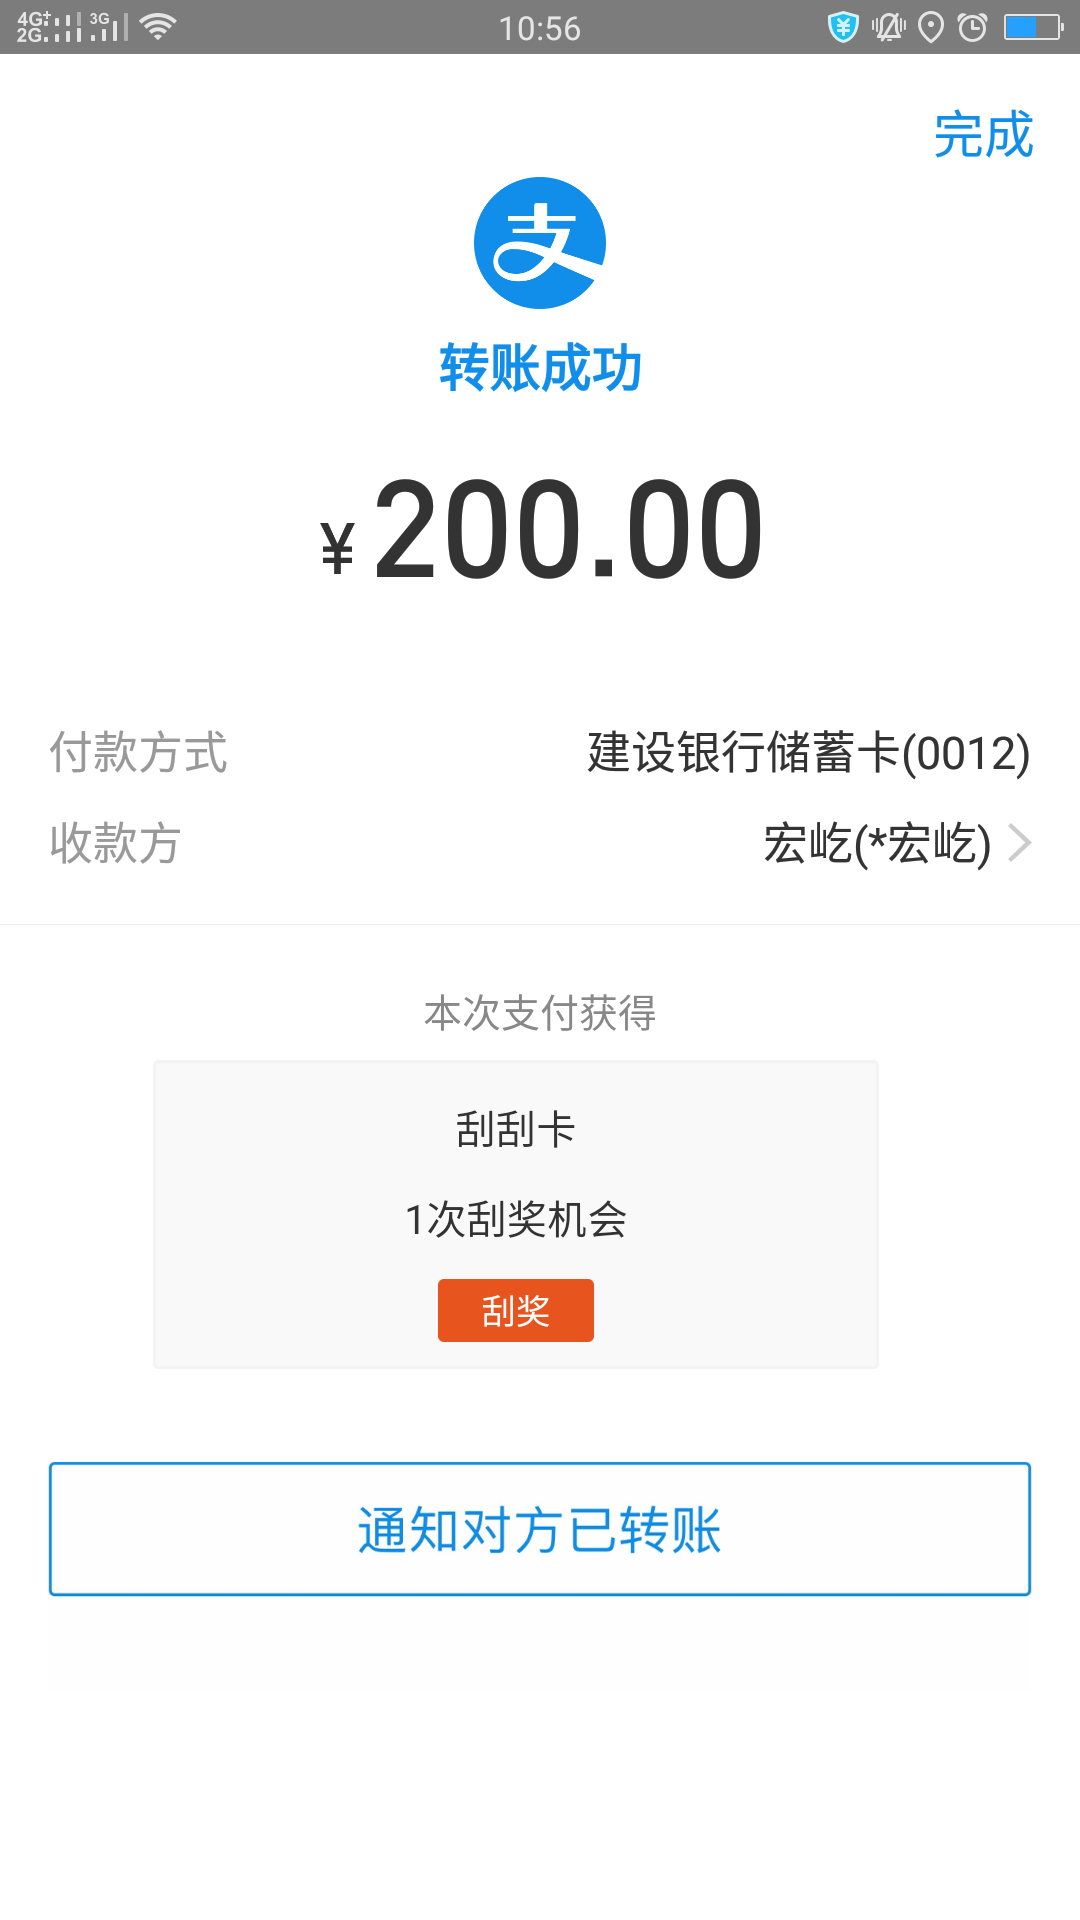 4G+ 3G 10:56
2G
完成
支
转账成功
¥200.00
付款方式 建设银行储蓄卡(0012)
收款方 宏屹(*宏屹)
本次支付获得
刮刮卡
1次刮奖机会
刮奖
通知对方已转账